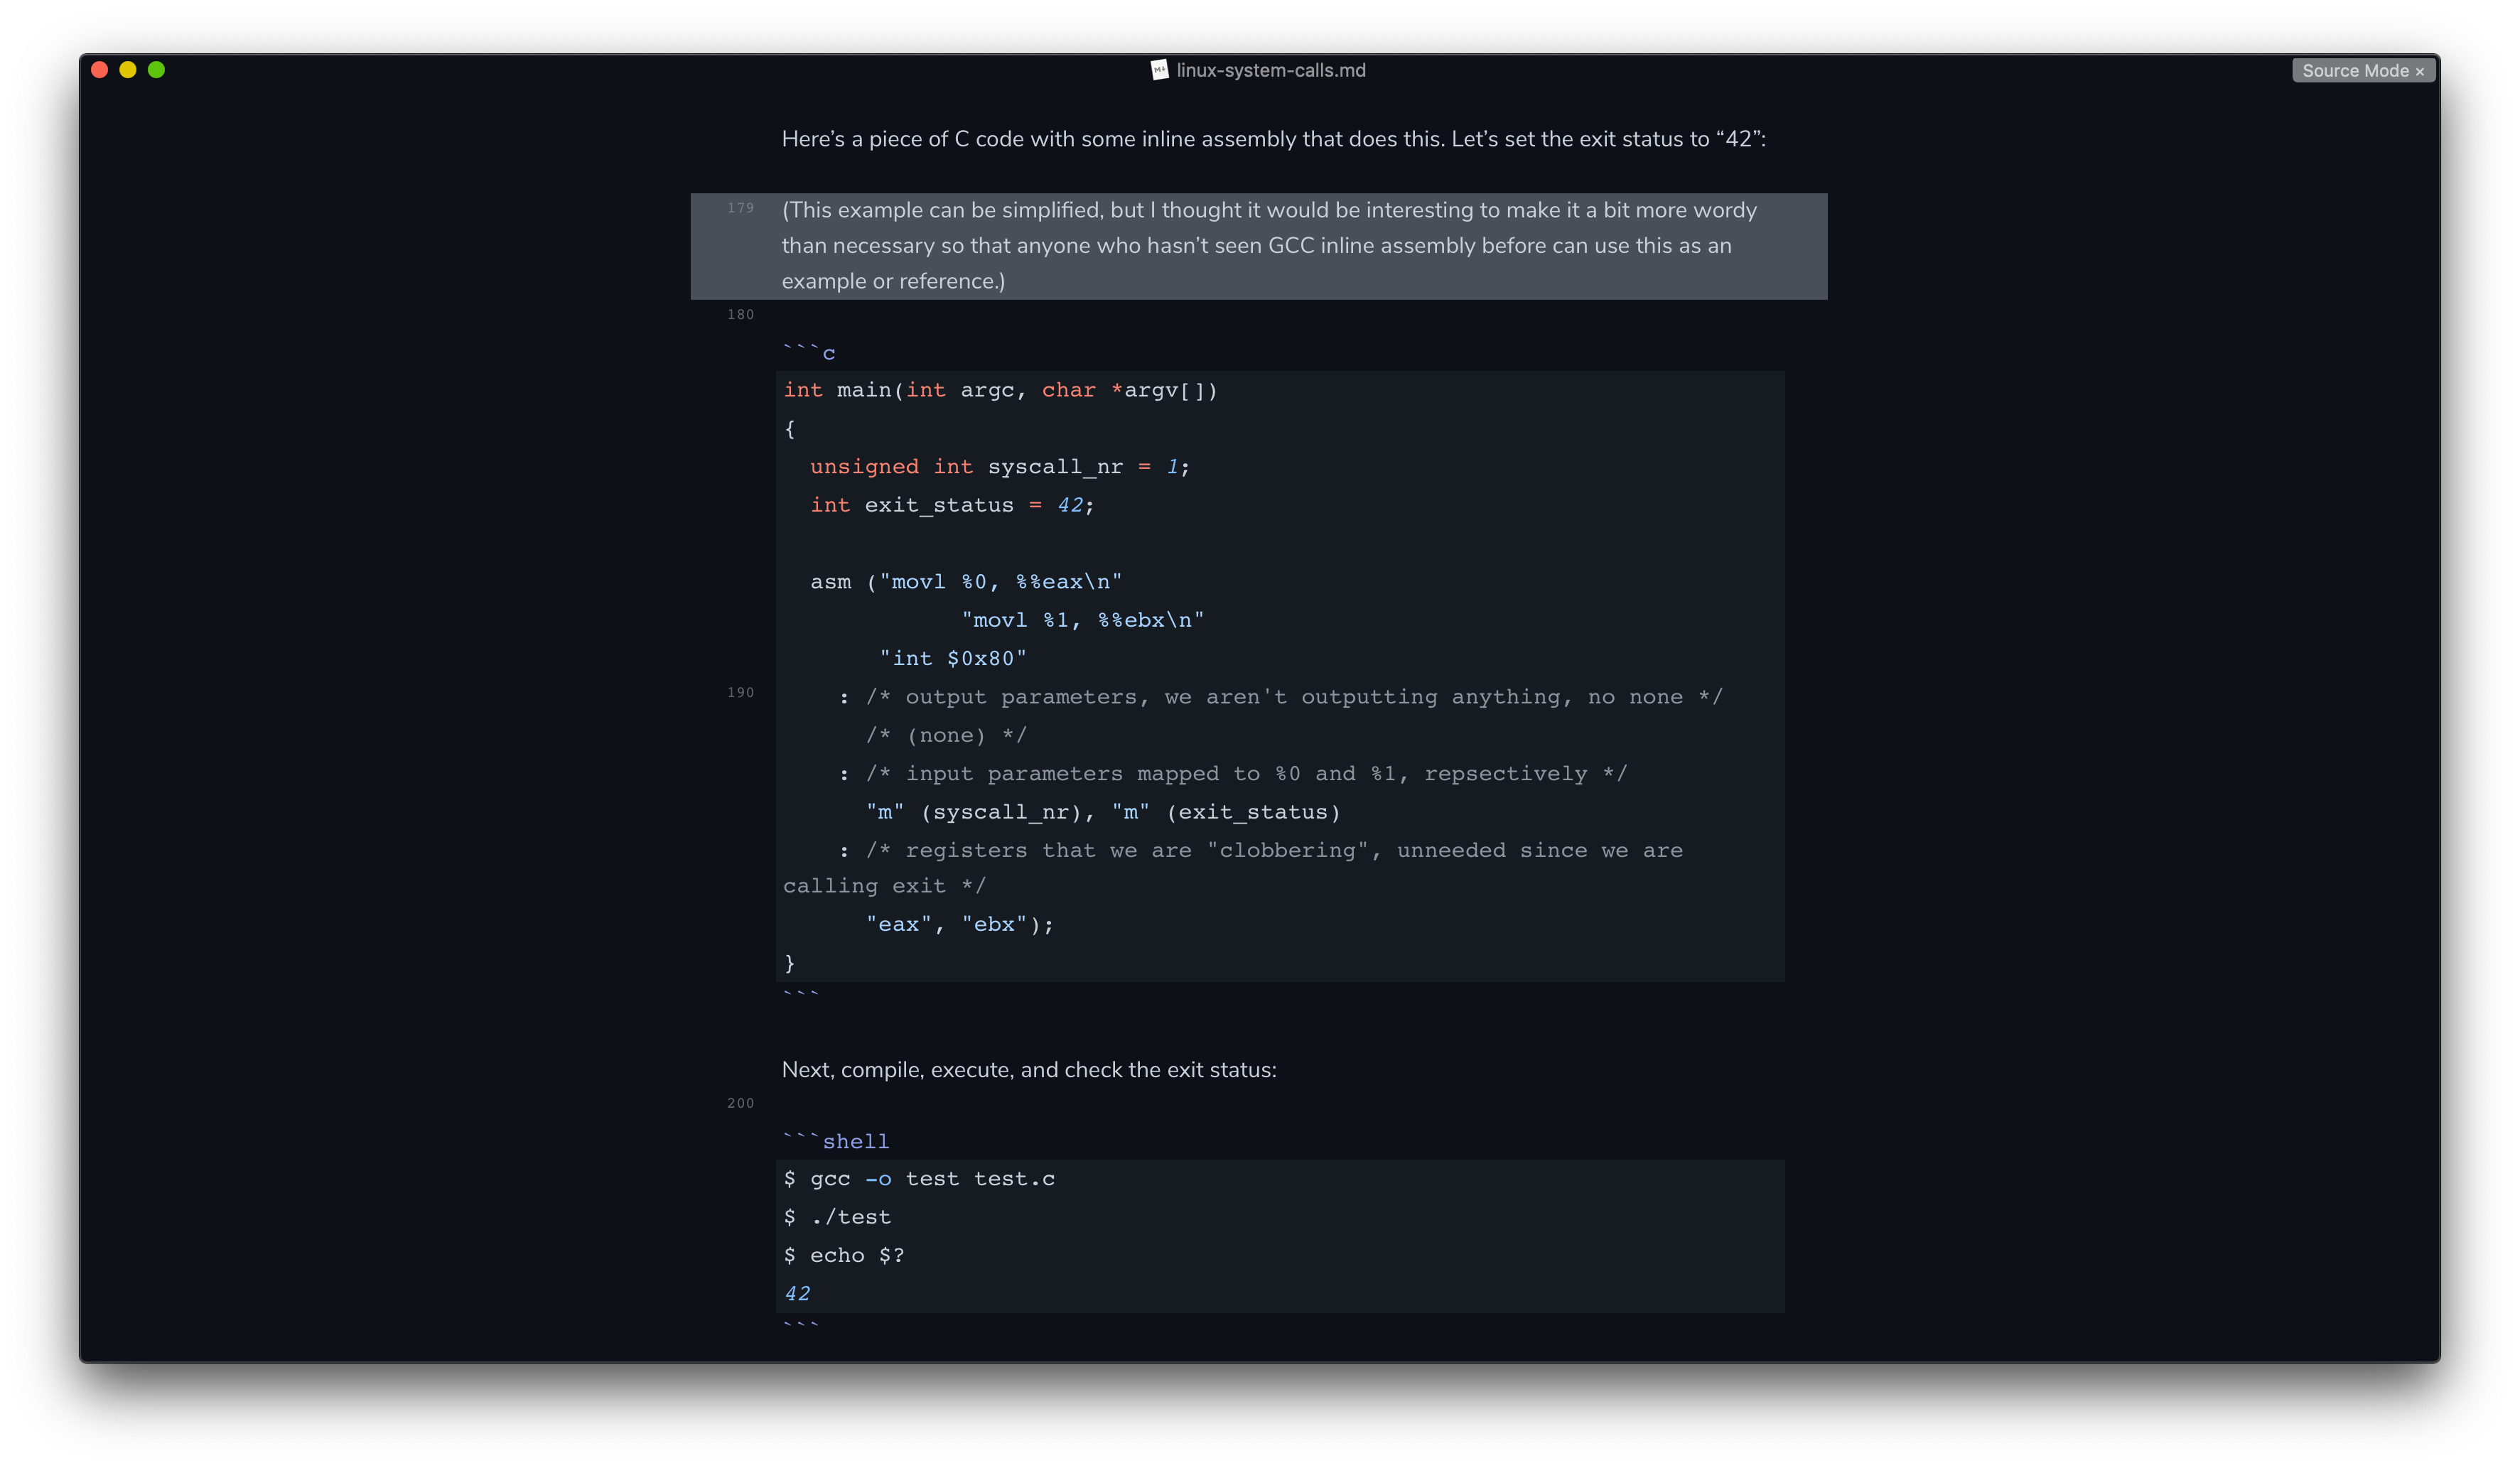 linux-system-calls.md
Source Mode ×
Here’s a piece of C code with some inline assembly that does this. Let’s set the exit status to “42”:
179 (This example can be simplified, but I thought it would be interesting to make it a bit more wordy
than necessary so that anyone who hasn’t seen GCC inline assembly before can use this as an
example or reference.)
180
```c
int main(int argc, char *argv[])
{
  unsigned int syscall_nr = 1;
  int exit_status = 42;
  asm ("movl %0, %%eax\n"
           "movl %1, %%ebx\n"
       "int $0x80"
190     : /* output parameters, we aren't outputting anything, no none */
      /* (none) */
    : /* input parameters mapped to %0 and %1, repsectively */
      "m" (syscall_nr), "m" (exit_status)
    : /* registers that we are "clobbering", unneeded since we are
calling exit */
      "eax", "ebx");
}
```
Next, compile, execute, and check the exit status:
200
```shell
$ gcc -o test test.c
$ ./test
$ echo $?
42
```